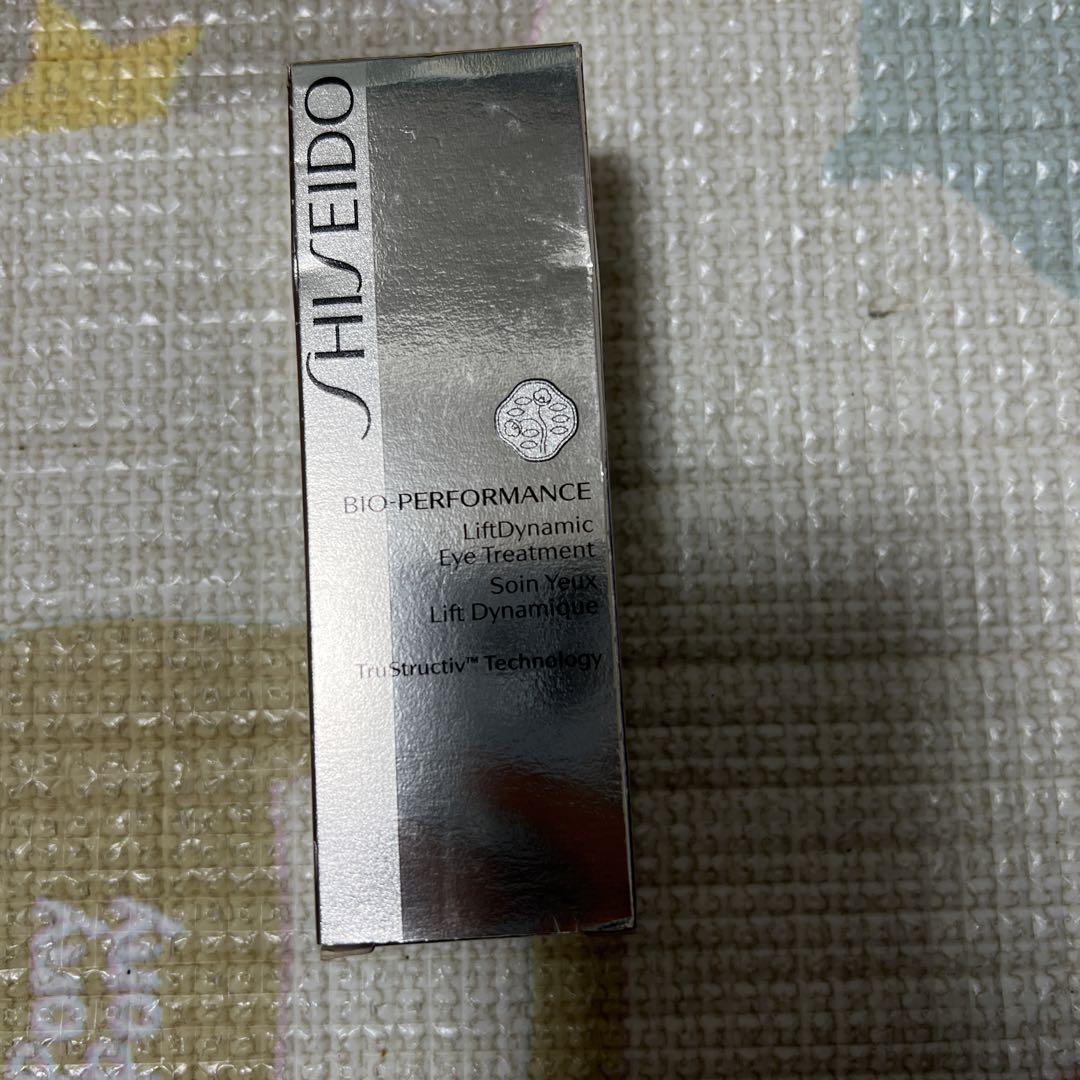 SHISEIDO
BIO-PERFORMANCE
LiftDynamic
Eye Treatment
Soin Yeux
Lift Dynamique
TruStructiv™ Technology